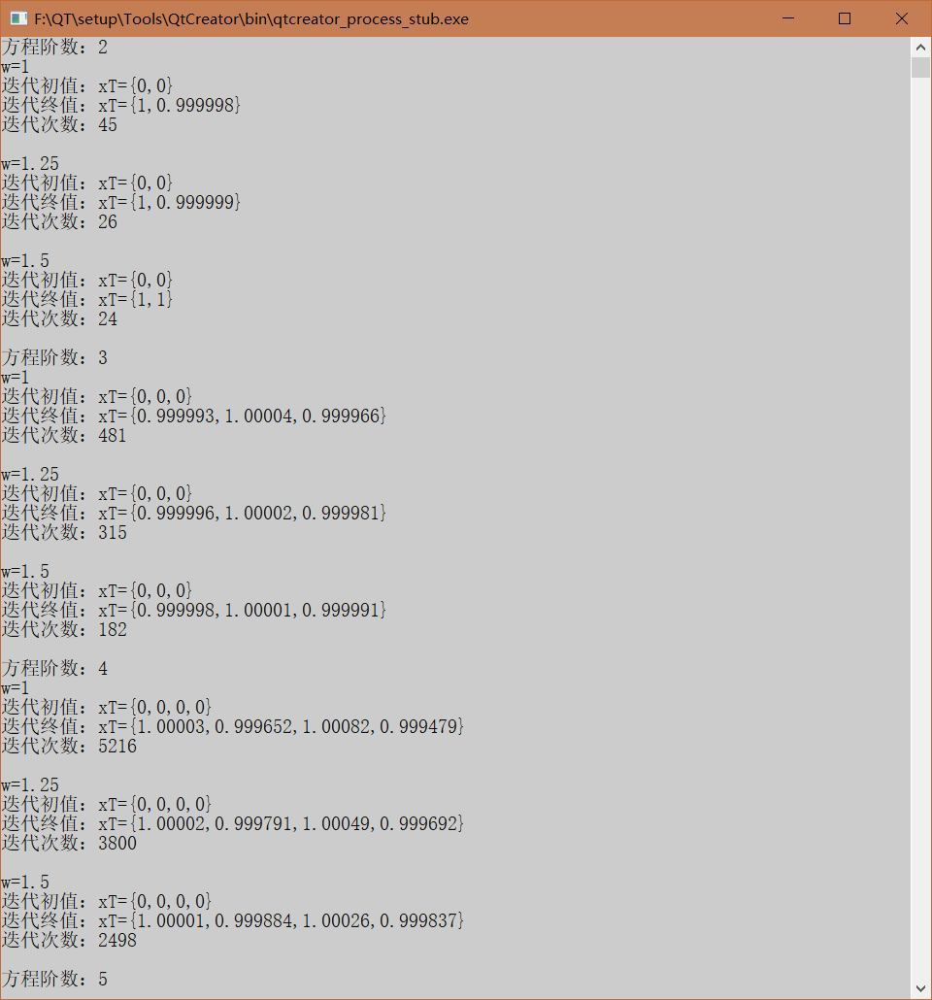 F:\QT\setup\Tools\QtCreator\bin\qtcreator_process_stub.exe
方程阶数：2
w=1
迭代初值：xT={0,0}
迭代终值：xT={1,0.999998}
迭代次数：45
w=1.25
迭代初值：xT={0,0}
迭代终值：xT={1,0.999999}
迭代次数：26
w=1.5
迭代初值：xT={0,0}
迭代终值：xT={1,1}
迭代次数：24
方程阶数：3
w=1
迭代初值：xT={0,0,0}
迭代终值：xT={0.999993,1.00004,0.999966}
迭代次数：481
w=1.25
迭代初值：xT={0,0,0}
迭代终值：xT={0.999996,1.00002,0.999981}
迭代次数：315
w=1.5
迭代初值：xT={0,0,0}
迭代终值：xT={0.999998,1.00001,0.999991}
迭代次数：182
方程阶数：4
w=1
迭代初值：xT={0,0,0,0}
迭代终值：xT={1.00003,0.999652,1.00082,0.999479}
迭代次数：5216
w=1.25
迭代初值：xT={0,0,0,0}
迭代终值：xT={1.00002,0.999791,1.00049,0.999692}
迭代次数：3800
w=1.5
迭代初值：xT={0,0,0,0}
迭代终值：xT={1.00001,0.999884,1.00026,0.999837}
迭代次数：2498
方程阶数：5